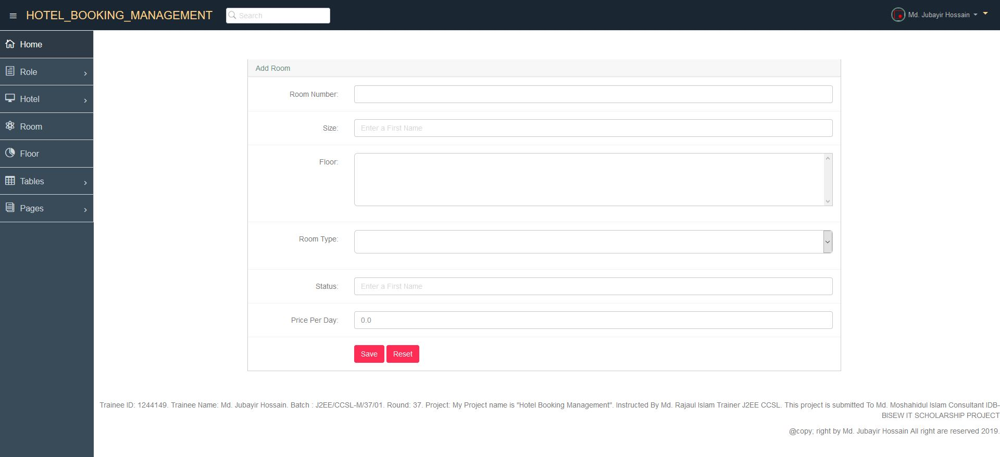 HOTEL_BOOKING_MANAGEMENT
Search
Md. Jubayir Hossain
Home
Role
Hotel
Room
Floor
Tables
Pages
Add Room
Room Number:
Size:
Enter a First Name
Floor:
Room Type:
Status:
Enter a First Name
Price Per Day:
0.0
Save
Reset
Trainee ID: 1244149. Trainee Name: Md. Jubayir Hossain. Batch : J2EE/CCSL-M/37/01. Round: 37. Project: My Project name is "Hotel Booking Management". Instructed By Md. Rajaul Islam Trainer J2EE CCSL. This project is submitted To Md. Moshahidul Islam Consultant IDB-
BISEW IT SCHOLARSHIP PROJECT
@copy; right by Md. Jubayir Hossain All right are reserved 2019.